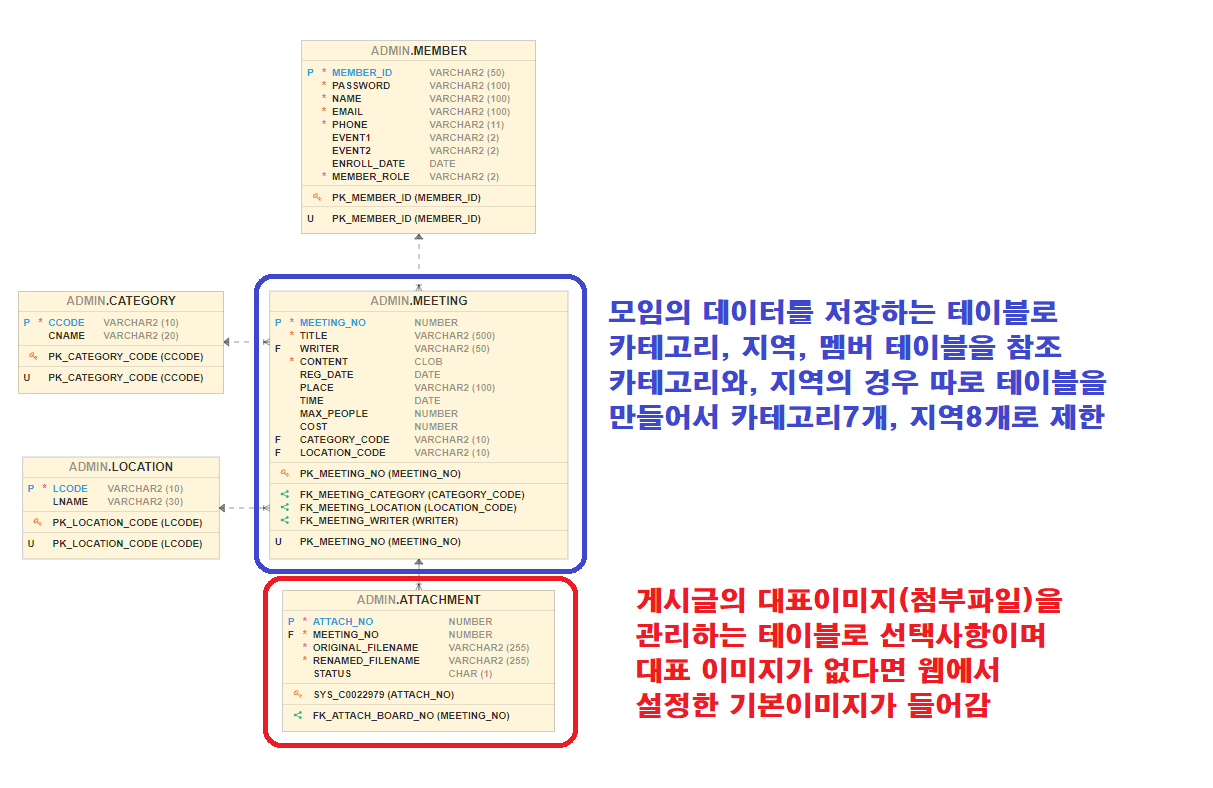 ADMIN.MEMBER
P * MEMBER_ID VARCHAR2 (50)
* PASSWORD VARCHAR2 (100)
* NAME VARCHAR2 (100)
* EMAIL VARCHAR2 (100)
* PHONE VARCHAR2 (11)
EVENT1 VARCHAR2 (2)
EVENT2 VARCHAR2 (2)
ENROLL_DATE DATE
* MEMBER_ROLE VARCHAR2 (2)
PK_MEMBER_ID (MEMBER_ID)
U PK_MEMBER_ID (MEMBER_ID)
ADMIN.CATEGORY
P * CCODE VARCHAR2 (10)
CNAME VARCHAR2 (20)
PK_CATEGORY_CODE (CCODE)
U PK_CATEGORY_CODE (CCODE)
ADMIN.LOCATION
P * LCODE VARCHAR2 (10)
LNAME VARCHAR2 (30)
PK_LOCATION_CODE (LCODE)
U PK_LOCATION_CODE (LCODE)
ADMIN.MEETING
P * MEETING_NO NUMBER
* TITLE VARCHAR2 (500)
F WRITER VARCHAR2 (50)
* CONTENT CLOB
REG_DATE DATE
PLACE VARCHAR2 (100)
TIME DATE
MAX_PEOPLE NUMBER
COST NUMBER
F CATEGORY_CODE VARCHAR2 (10)
F LOCATION_CODE VARCHAR2 (10)
PK_MEETING_NO (MEETING_NO)
FK_MEETING_CATEGORY (CATEGORY_CODE)
FK_MEETING_LOCATION (LOCATION_CODE)
FK_MEETING_WRITER (WRITER)
U PK_MEETING_NO (MEETING_NO)
모임의 데이터를 저장하는 테이블로
카테고리, 지역, 멤버 테이블을 참조
카테고리와, 지역의 경우 따로 테이블을
만들어서 카테고리7개, 지역8개로 제한
ADMIN.ATTACHMENT
P * ATTACH_NO NUMBER
F * MEETING_NO NUMBER
* ORIGINAL_FILENAME VARCHAR2 (255)
* RENAMED_FILENAME VARCHAR2 (255)
STATUS CHAR (1)
SYS_C0022979 (ATTACH_NO)
FK_ATTACH_BOARD_NO (MEETING_NO)
게시글의 대표이미지(첨부파일)을
관리하는 테이블로 선택사항이며
대표 이미지가 없다면 웹에서
설정한 기본이미지가 들어감